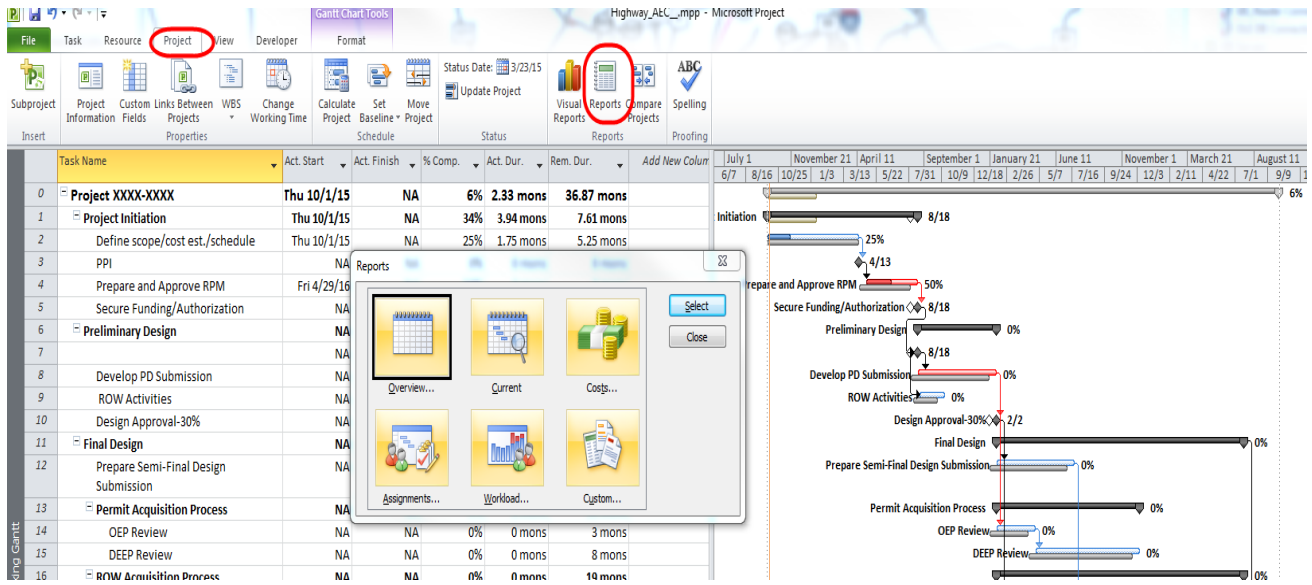 Gantt Chart Tools
Highway_AEC__.mpp - Microsoft Project
File Task Resource Project View Developer Format
Subproject
Project Information
Custom Fields
Links Between Projects
WBS
Change Working Time
Calculate Project
Set Baseline
Move Project
Status Date: 3/23/15
Update Project
Visual Reports
Reports
Compare Projects
ABC
Spelling
Insert Properties Schedule Status Reports Proofing
Task Name Act. Start Act. Finish % Comp. Act. Dur. Rem. Dur. Add New Colum
July 1 November 21 April 11 September 1 January 21 June 11 November 1 March 21 August 11
6/7 8/16 10/25 1/3 3/13 5/22 7/31 10/9 12/18 2/26 5/7 7/16 9/24 12/3 2/11 4/22 7/1 9/9 1
0 Project XXXX-XXXX Thu 10/1/15 NA 6% 2.33 mons 36.87 mons 6%
1 Project Initiation Thu 10/1/15 NA 34% 3.94 mons 7.61 mons Initiation 8/18
2 Define scope/cost est./schedule Thu 10/1/15 NA 25% 1.75 mons 5.25 mons 25%
3 PPI NA 4/13
4 Prepare and Approve RPM Fri 4/29/16 repare and Approve RPM 50%
5 Secure Funding/Authorization NA Secure Funding/Authorization 8/18
6 Preliminary Design NA Preliminary Design 0%
7 NA 8/18
8 Develop PD Submission NA Develop PD Submission 0%
9 ROW Activities NA ROW Activities 0%
10 Design Approval-30% NA Design Approval-30% 2/2
11 Final Design NA Final Design 0%
12 Prepare Semi-Final Design Submission NA Prepare Semi-Final Design Submission 0%
13 Permit Acquisition Process NA Permit Acquisition Process 0%
14 OEP Review NA NA 0% 0 mons 3 mons OEP Review 0%
15 DEEP Review NA NA 0% 0 mons 8 mons DEEP Review 0%
16 ROW Acquisition Process NA NA 0% 0 mons 19 mons 0%
Reports
Overview...
Current
Costs...
Select
Close
Assignments...
Workload...
Custom...
king Gantt